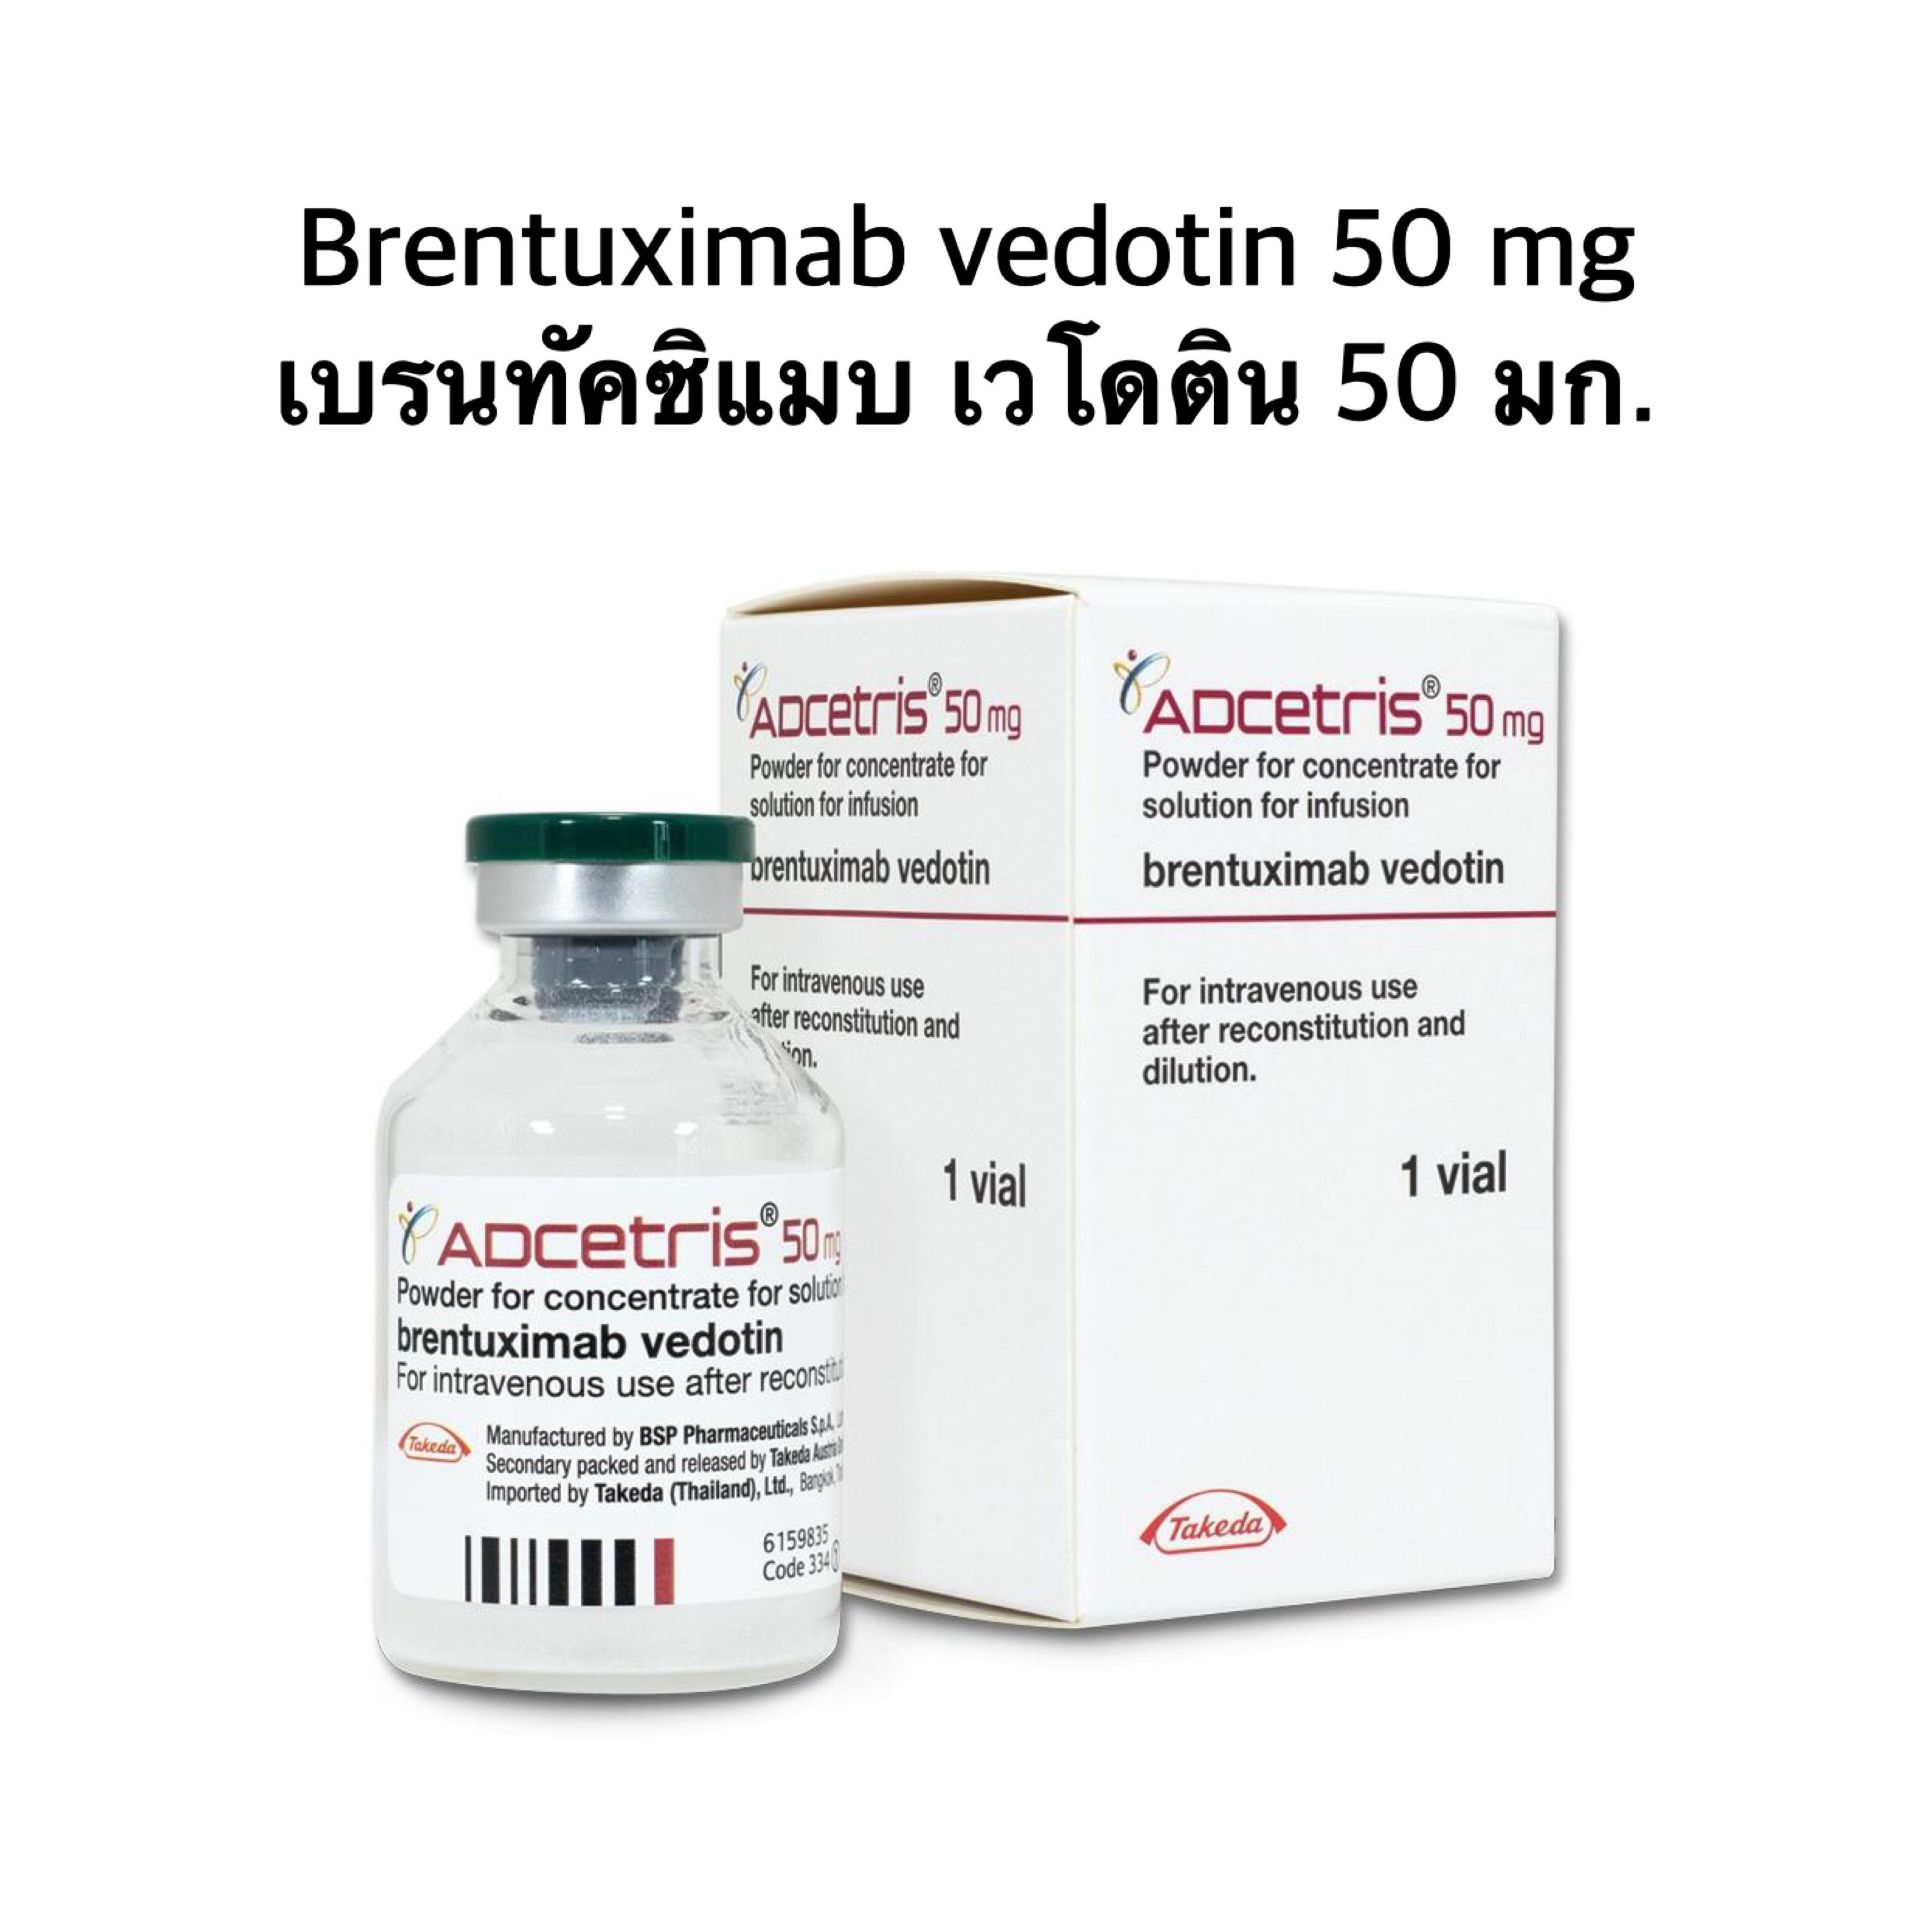 Brentuximab vedotin 50 mg
เบรนทัคซิแมบ เวโดติน 50 มก.
ADCETRIS® 50 mg
Powder for concentrate for
solution for infusion
brentuximab vedotin
For intravenous use
after reconstitution and
1 vial
ADCETRIS® 50 mg
Powder for concentrate for
solution for infusion
brentuximab vedotin
For intravenous use
after reconstitution and
dilution.
1 vial
Takeda
ADCETRIS® 50 mg
Powder for concentrate for
brentuximab vedotin
For intravenous use after
Takeda
Manufactured by BSP Pharmaceuticals S.p.A.
Secondary packed and released by Takeda Austria
Imported by Takeda (Thailand), Ltd., Bangkok,
6159835
Code 334